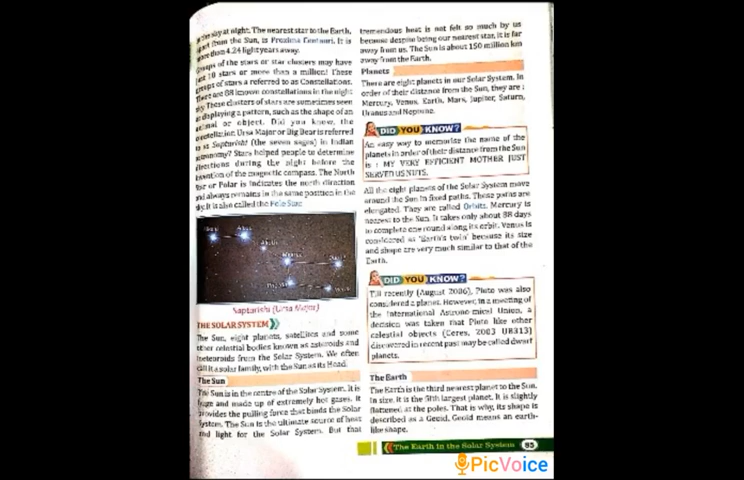 sky at night. The nearest star to the Earth,
from the Sun, is Proxima Centauri. It is
more than 4.24 light years away.
Groups of the stars or star clusters may have
10 stars or more than a million! These
groups of stars a referred to as Constellations.
There are 88 known constellations in the night
sky. These clusters of stars are sometimes seen
as displaying a pattern, such as the shape of an
animal or object. Did you know, the
constellation Ursa Major or Big Bear is referred
to as Saptarishi (the seven sages) in Indian
astronomy? Stars helped people to determine
directions during the night before the
invention of the magnetic compass. The North
Star or Polar is indicates the north direction
and always remains in the same position in the
sky. It is also called the Pole Star.
Saptarishi (Ursa Major)
THE SOLAR SYSTEM
The Sun, eight planets, satellites and some
other celestial bodies known as asteroids and
meteoroids from the Solar System. We often
call it a solar family, with the Sun as its Head.
The Sun
The Sun is in the centre of the Solar System. It is
huge and made up of extremely hot gases. It
provides the pulling force that binds the Solar
System. The Sun is the ultimate source of heat
and light for the Solar System. But that
tremendous heat is not felt so much by us
because despite being our nearest star, it is far
away from us. The Sun is about 150 million km
away from the Earth.
Planets
There are eight planets in our Solar System. In
order of their distance from the Sun, they are :
Mercury, Venus, Earth, Mars, Jupiter, Saturn,
Uranus and Neptune.
DID YOU KNOW?
An easy way to memorise the name of the
planets in order of their distance from the Sun
is : MY VERY EFFICIENT MOTHER JUST
SERVED US NUTS.
All the eight planets of the Solar System move
around the Sun in fixed paths. These paths are
elongated. They are called Orbits. Mercury is
nearest to the Sun. It takes only about 88 days
to complete one round along its orbit. Venus is
considered as 'Earth's twin' because its size
and shape are very much similar to that of the
Earth.
DID YOU KNOW?
Till recently (August 2006), Pluto was also
considered a planet. However, in a meeting of
the International Astronomical Union, a
decision was taken that Pluto like other
celestial objects (Ceres, 2003 UB313)
discovered in recent past may be called dwarf
planets.
The Earth
The Earth is the third nearest planet to the Sun.
In size, it is the fifth largest planet. It is slightly
flattened at the poles. That is why, its shape is
described as a Geoid. Geoid means an earth-
like shape.
The Earth in the Solar System 85
PicVoice